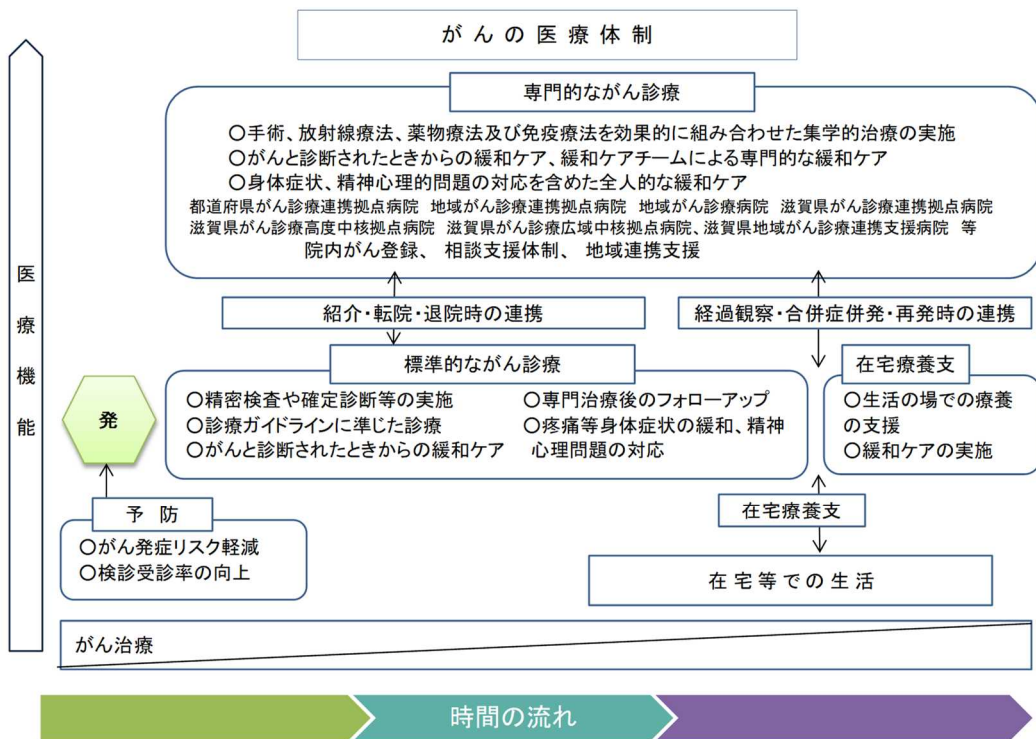 がんの医療体制
専門的ながん診療
○手術、放射線療法、薬物療法及び免疫療法を効果的に組み合わせた集学的治療の実施
○がんと診断されたときからの緩和ケア、緩和ケアチームによる専門的な緩和ケア
○身体症状、精神心理的問題の対応を含めた全人的な緩和ケア
都道府県がん診療連携拠点病院 地域がん診療連携拠点病院 地域がん診療病院 滋賀県がん診療連携拠点病院
滋賀県がん診療高度中核拠点病院 滋賀県がん診療広域中核拠点病院、滋賀県地域がん診療連携支援病院 等
院内がん登録、 相談支援体制、 地域連携支援
医療機能
紹介・転院・退院時の連携
経過観察・合併症併発・再発時の連携
標準的ながん診療
○精密検査や確定診断等の実施
○診療ガイドラインに準じた診療
○がんと診断されたときからの緩和ケア
○専門治療後のフォローアップ
○疼痛等身体症状の緩和、精神
心理問題の対応
在宅療養支
○生活の場での療養
の支援
○緩和ケアの実施
発
予 防
○がん発症リスク軽減
○検診受診率の向上
在宅療養支
在宅等での生活
がん治療
時間の流れ